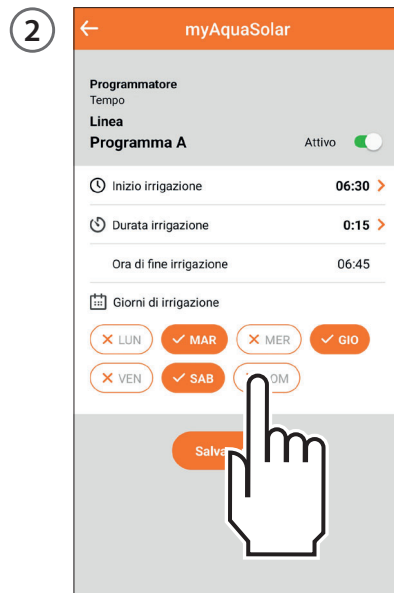 2
myAquaSolar
Programmatore
Tempo
Linea
Programma A Attivo
Inizio irrigazione 06:30 >
Durata irrigazione 0:15 >
Ora di fine irrigazione 06:45
Giorni di irrigazione
LUN MAR MER GIO
VEN SAB